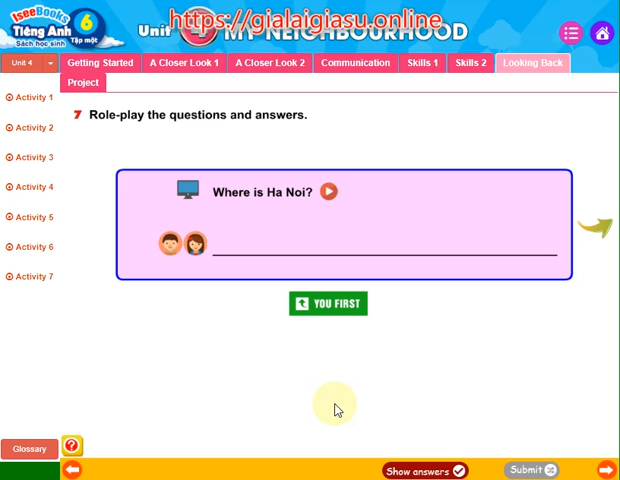 IseeBooks
Tiếng Anh 6
Sách học sinh Tập một
Unit 4 MY NEIGHBOURHOOD
https://gialaigiasu.online
Unit 4
Getting Started
A Closer Look 1
A Closer Look 2
Communication
Skills 1
Skills 2
Looking Back
Project
Activity 1
Activity 2
Activity 3
Activity 4
Activity 5
Activity 6
Activity 7
7 Role-play the questions and answers.
Where is Ha Noi?
YOU FIRST
Glossary
?
Show answers
Submit